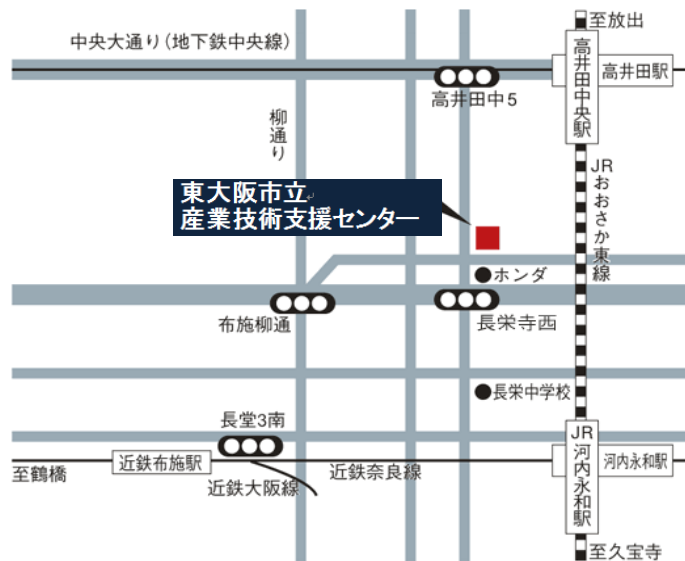 至放出
中央大通り(地下鉄中央線)
高井田中央駅
高井田駅
高井田中5
柳通り
JRおおさか東線
東大阪市立
産業技術支援センター
ホンダ
布施柳通
長栄寺西
長栄中学校
長堂3南
JR河内永和駅
近鉄布施駅
河内永和駅
至鶴橋
近鉄奈良線
近鉄大阪線
至久宝寺